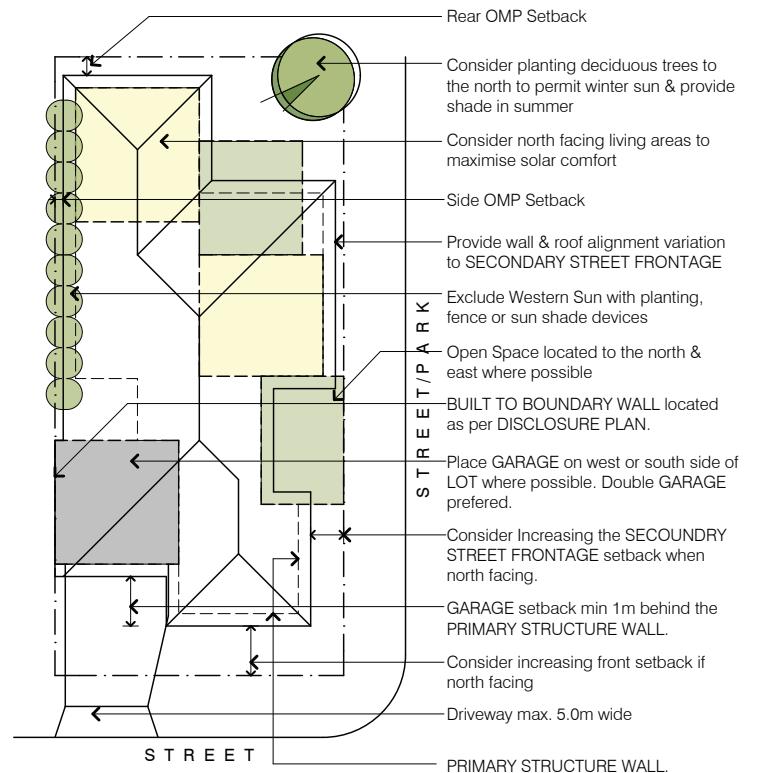 Rear OMP Setback
Consider planting deciduous trees to
the north to permit winter sun & provide
shade in summer
Consider north facing living areas to
maximise solar comfort
Side OMP Setback
Provide wall & roof alignment variation
to SECONDARY STREET FRONTAGE
Exclude Western Sun with planting,
fence or sun shade devices
Open Space located to the north &
east where possible
BUILT TO BOUNDARY WALL located
as per DISCLOSURE PLAN.
Place GARAGE on west or south side of
LOT where possible. Double GARAGE
prefered.
Consider Increasing the SECOUNDRY
STREET FRONTAGE setback when
north facing.
GARAGE setback min 1m behind the
PRIMARY STRUCTURE WALL.
Consider increasing front setback if
north facing
Driveway max. 5.0m wide
PRIMARY STRUCTURE WALL.
STREET/PARK
STREET